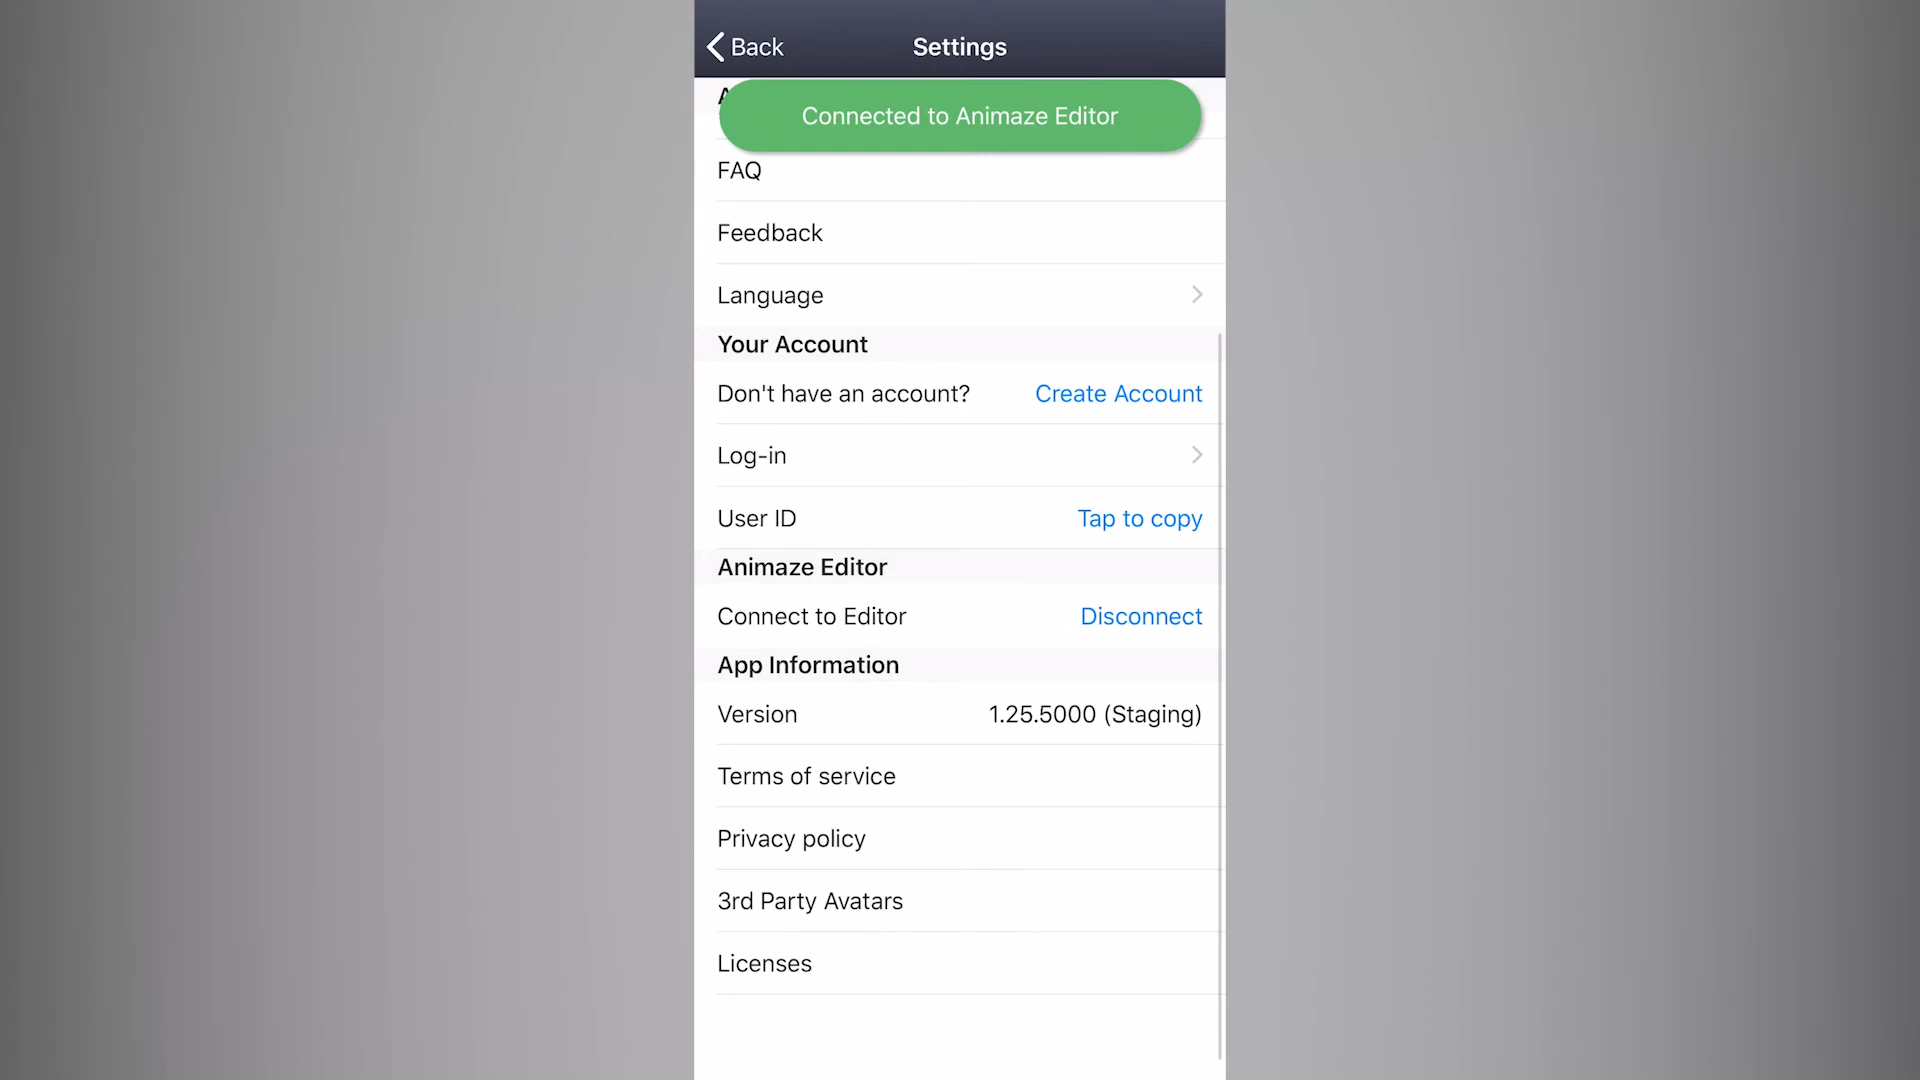 Back
Settings
Connected to Animaze Editor
FAQ
Feedback
Language
Your Account
Don't have an account? Create Account
Log-in
User ID Tap to copy
Animaze Editor
Connect to Editor Disconnect
App Information
Version 1.25.5000 (Staging)
Terms of service
Privacy policy
3rd Party Avatars
Licenses